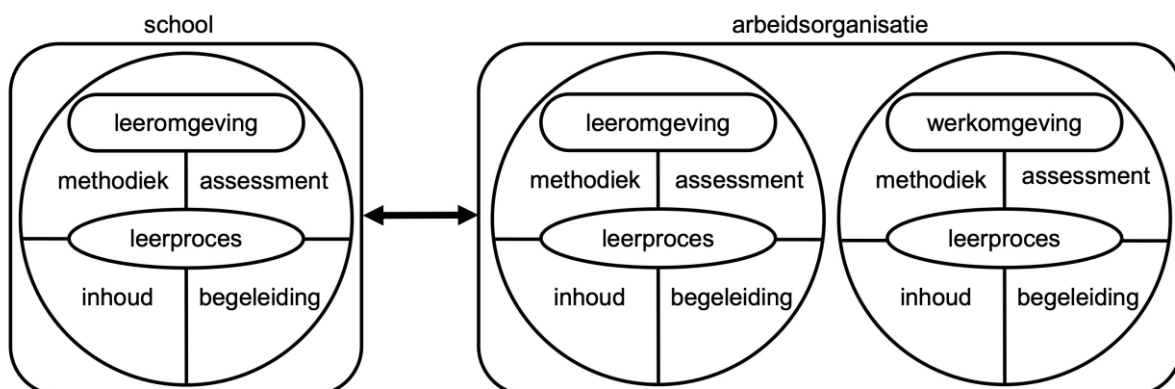 school
leeromgeving
methodiek assessment
leerproces
inhoud begeleiding
arbeidsorganisatie
leeromgeving
methodiek assessment
leerproces
inhoud begeleiding
werkomgeving
methodiek assessment
leerproces
inhoud begeleiding